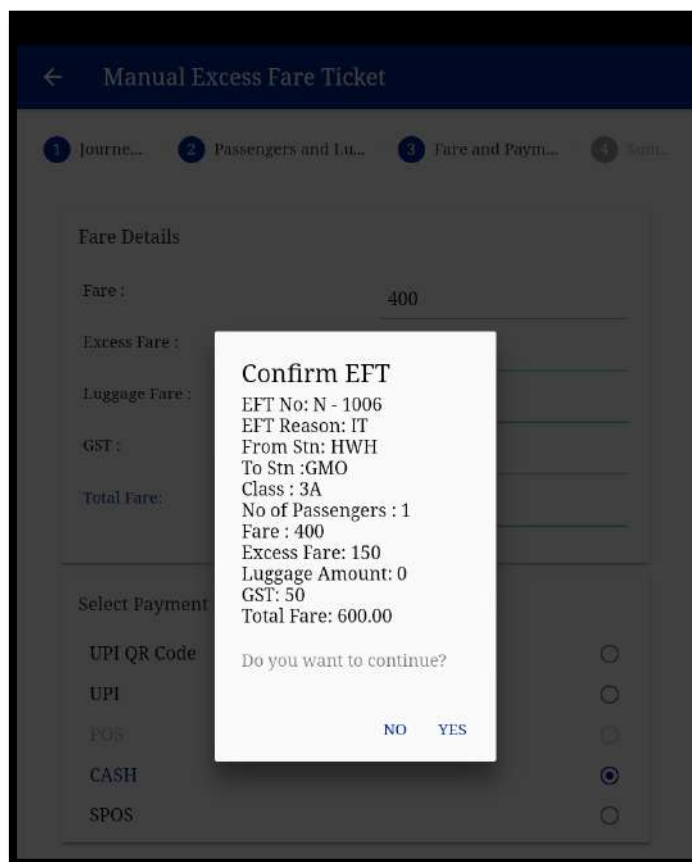 Manual Excess Fare Ticket
1 Journe... 2 Passengers and Lu... 3 Fare and Paym... 4 Sum...
Fare Details
Fare : 400
Excess Fare :
Luggage Fare :
GST :
Total Fare:
Confirm EFT
EFT No: N - 1006
EFT Reason: IT
From Stn: HWH
To Stn :GMO
Class : 3A
No of Passengers : 1
Fare : 400
Excess Fare: 150
Luggage Amount: 0
GST: 50
Total Fare: 600.00
Do you want to continue?
NO YES
Select Payment
UPI QR Code
UPI
POS
CASH
SPOS